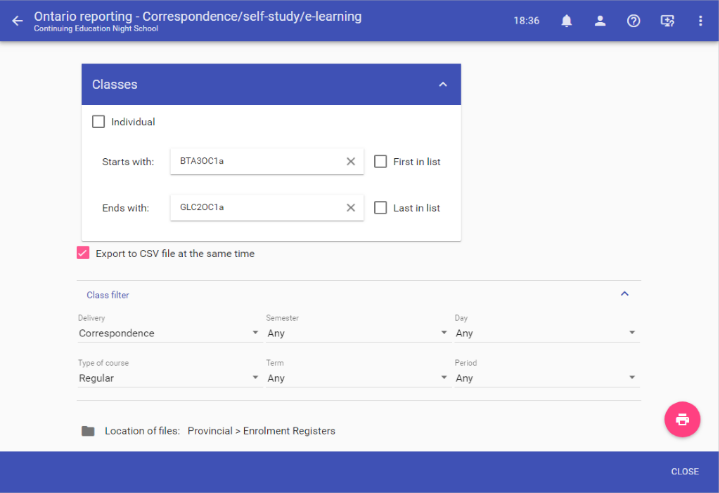 Ontario reporting - Correspondence/self-study/e-learning
Continuing Education Night School
18:36
Classes
Individual
Starts with: BTA3OC1a First in list
Ends with: GLC2OC1a Last in list
Export to CSV file at the same time
Class filter
Delivery Semester Day
Correspondence Any Any
Type of course Term Period
Regular Any Any
Location of files: Provincial > Enrolment Registers
CLOSE